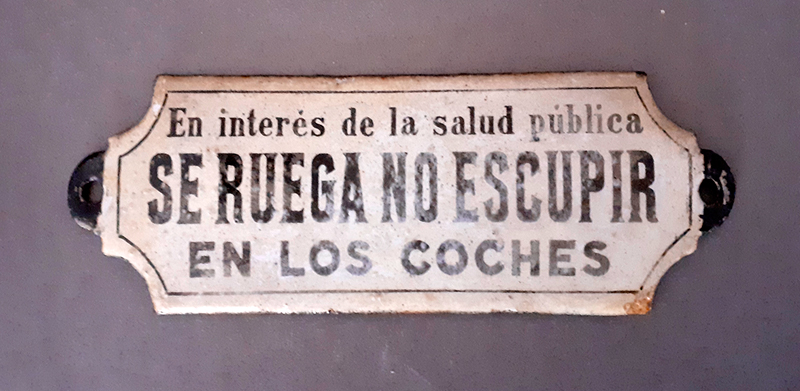 En interés de la salud pública
SE RUEGA NO ESCUPIR
EN LOS COCHES